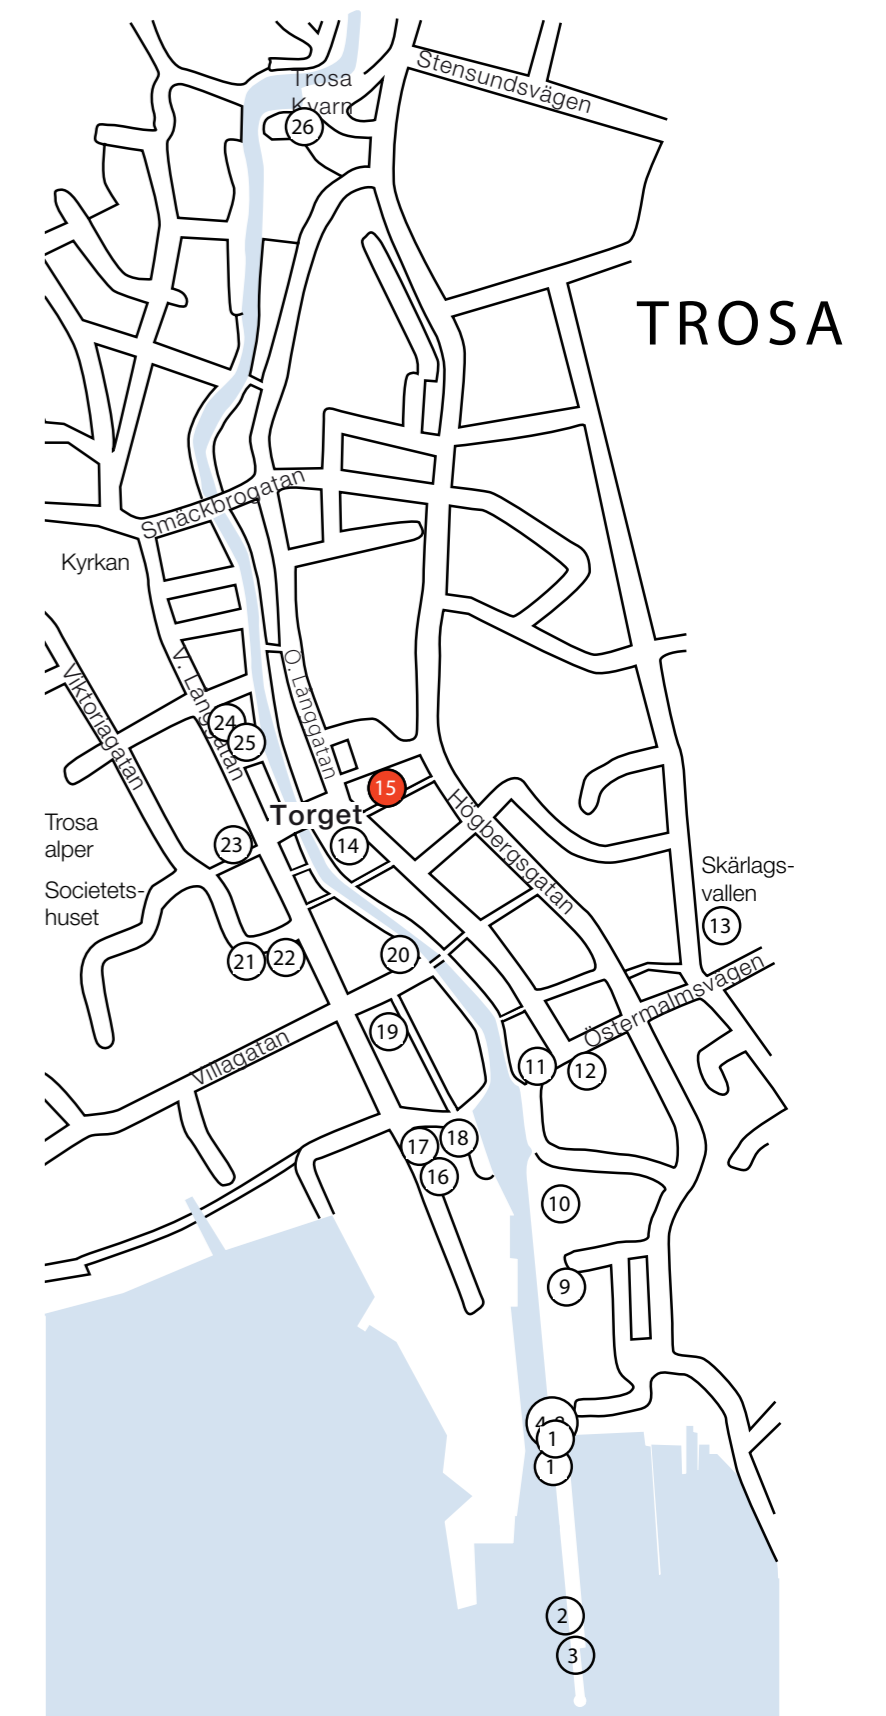 Trosa
Kvarn
26
Stensundsvägen
TROSA
Smäckbrogatan
Kyrkan
Viktoriagatan
V. Långgatan
Ö. Långgatan
24
25
15
Torget
14
Högbergsgatan
Trosa
alper
23
Societets-
huset
Skärlags-
vallen
13
21
22
20
Östermalmsvägen
19
Villagatan
11
12
17
18
16
10
9
1
1
2
3